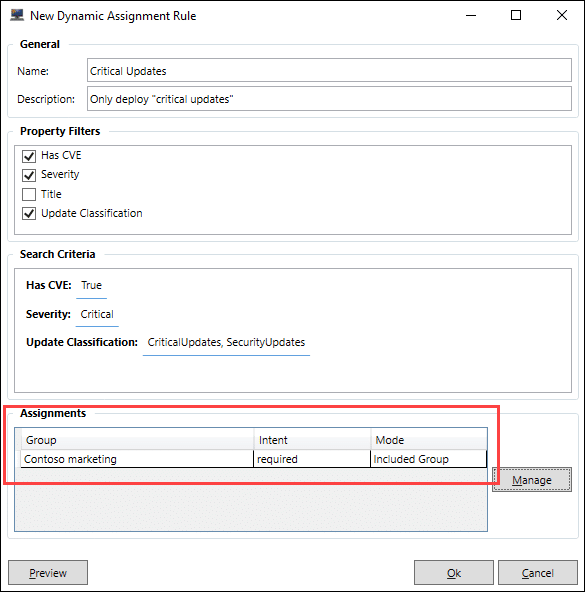 New Dynamic Assignment Rule
General
Name: Critical Updates
Description: Only deploy "critical updates"
Property Filters
Has CVE
Severity
Title
Update Classification
Search Criteria
Has CVE: True
Severity: Critical
Update Classification: CriticalUpdates, SecurityUpdates
Assignments
Group Intent Mode
Contoso marketing required Included Group
Manage
Preview Ok Cancel